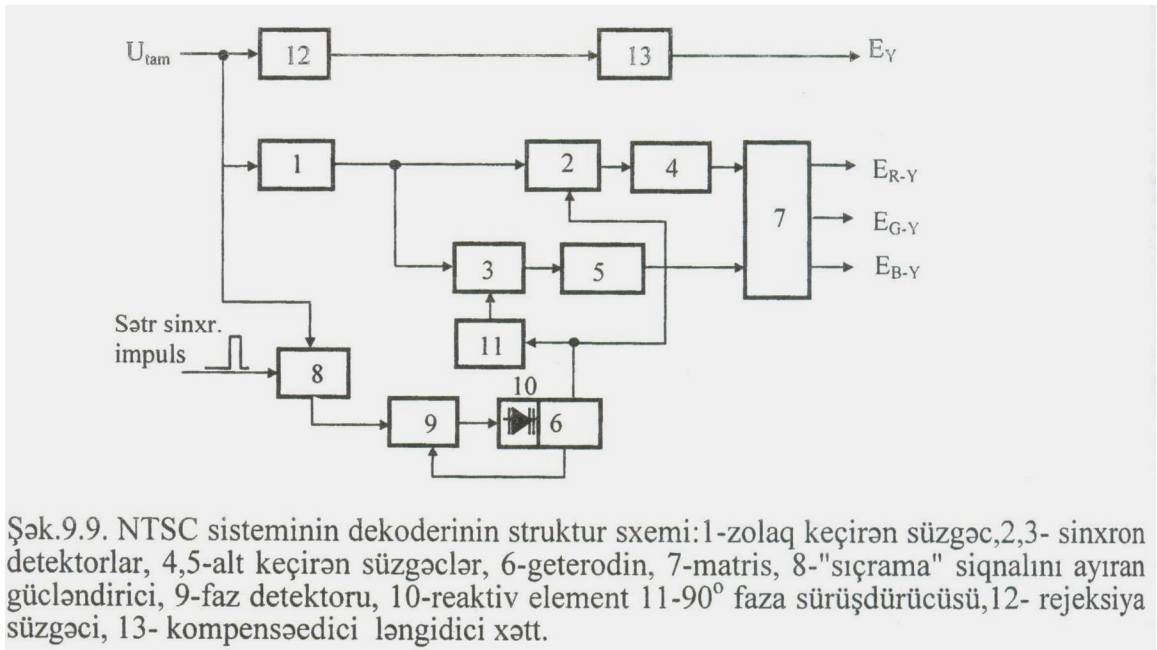 U_tam
12
13
E_Y
1
2
4
E_R-Y
7
E_G-Y
3
5
E_B-Y
Sətr sinxr.
impuls
11
8
10
9
6
Şək.9.9. NTSC sisteminin dekoderinin struktur sxemi:1-zolaq keçirən süzgəc,2,3- sinxron
detektorlar, 4,5-alt keçirən süzgəclər, 6-geterodin, 7-matris, 8-"sıçrama" siqnalını ayıran
gücləndirici, 9-faz detektoru, 10-reaktiv element 11-90° faza sürüşdürücüsü,12- rejeksiya
süzgəci, 13- kompensəedici ləngidici xətt.